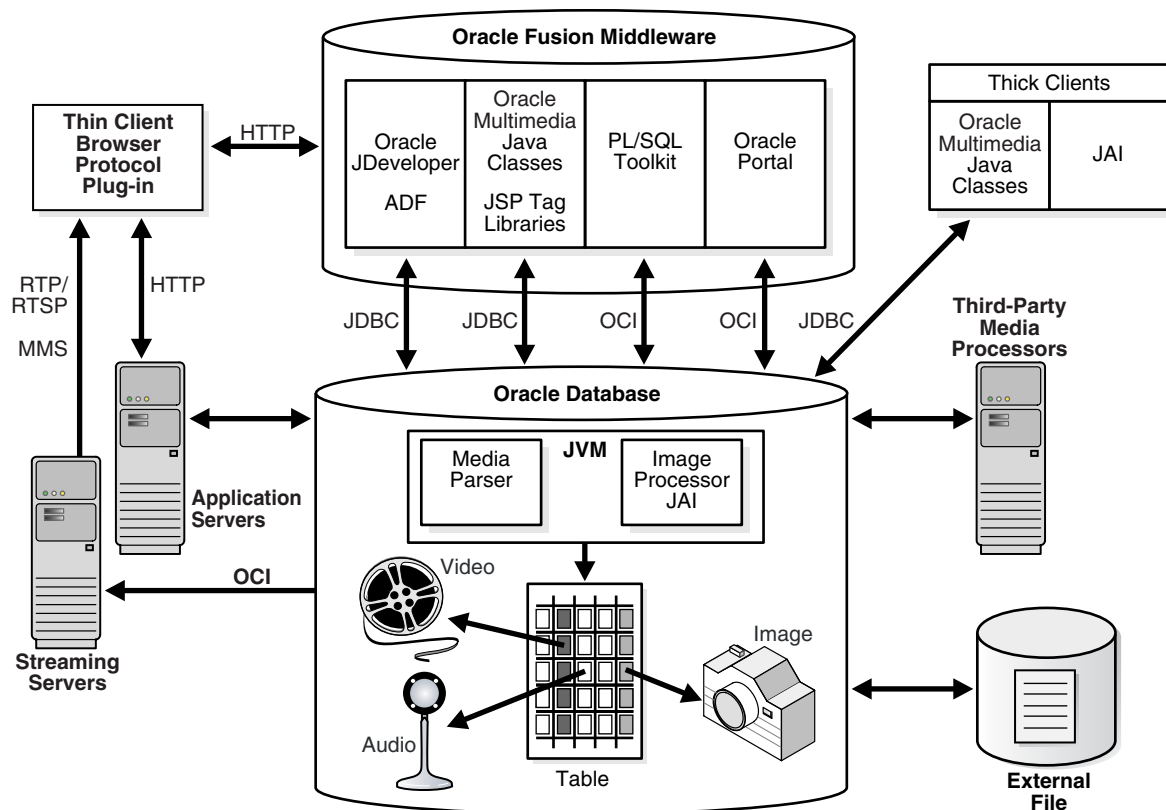 Oracle Fusion Middleware
Thin Client
Browser
Protocol
Plug-in
HTTP
Oracle
JDeveloper
ADF
Oracle
Multimedia
Java
Classes
JSP Tag
Libraries
PL/SQL
Toolkit
Oracle
Portal
Thick Clients
Oracle
Multimedia
Java
Classes
JAI
RTP/
RTSP
MMS
HTTP
JDBC
JDBC
OCI
OCI
JDBC
Third-Party
Media
Processors
Oracle Database
JVM
Media
Parser
Image
Processor
JAI
Application
Servers
OCI
Streaming
Servers
Video
Audio
Image
Table
External
File